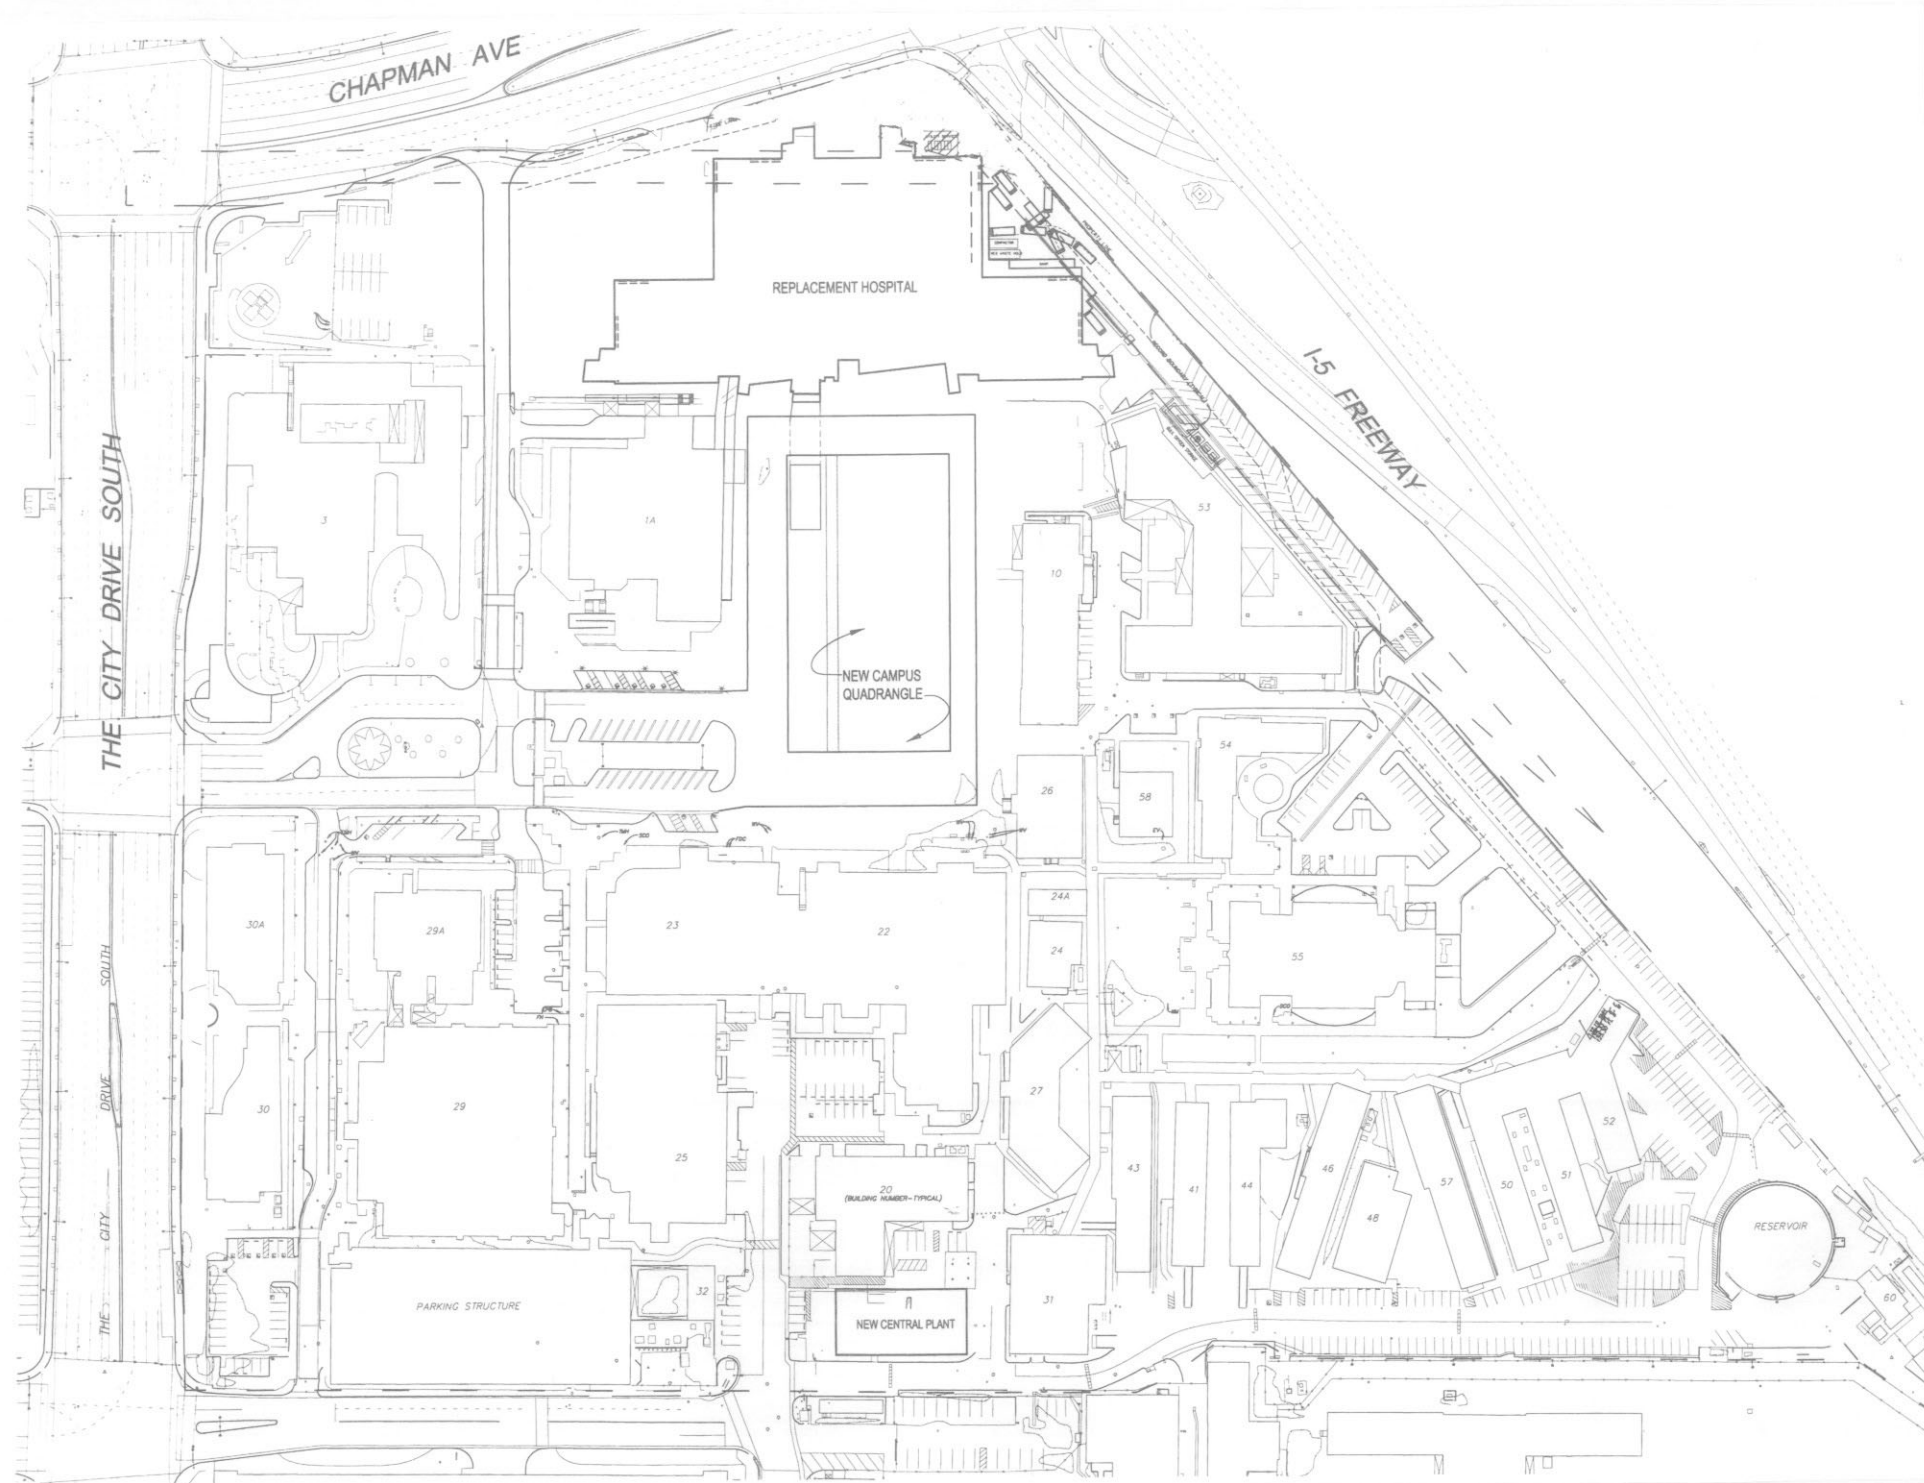 CHAPMAN AVE
REPLACEMENT HOSPITAL
COMPACTOR
PROPERTY LINE
I-5 FREEWAY
THE CITY DRIVE SOUTH
3
1A
53
10
NEW CAMPUS
QUADRANGLE
54
26
58
30A
29A
23
22
24A
24
55
30
29
25
27
20
(BUILDING NUMBER-TYPICAL)
43
41
44
46
48
57
50
51
52
RESERVOIR
60
THE CITY DRIVE SOUTH
PARKING STRUCTURE
32
31
NEW CENTRAL PLANT